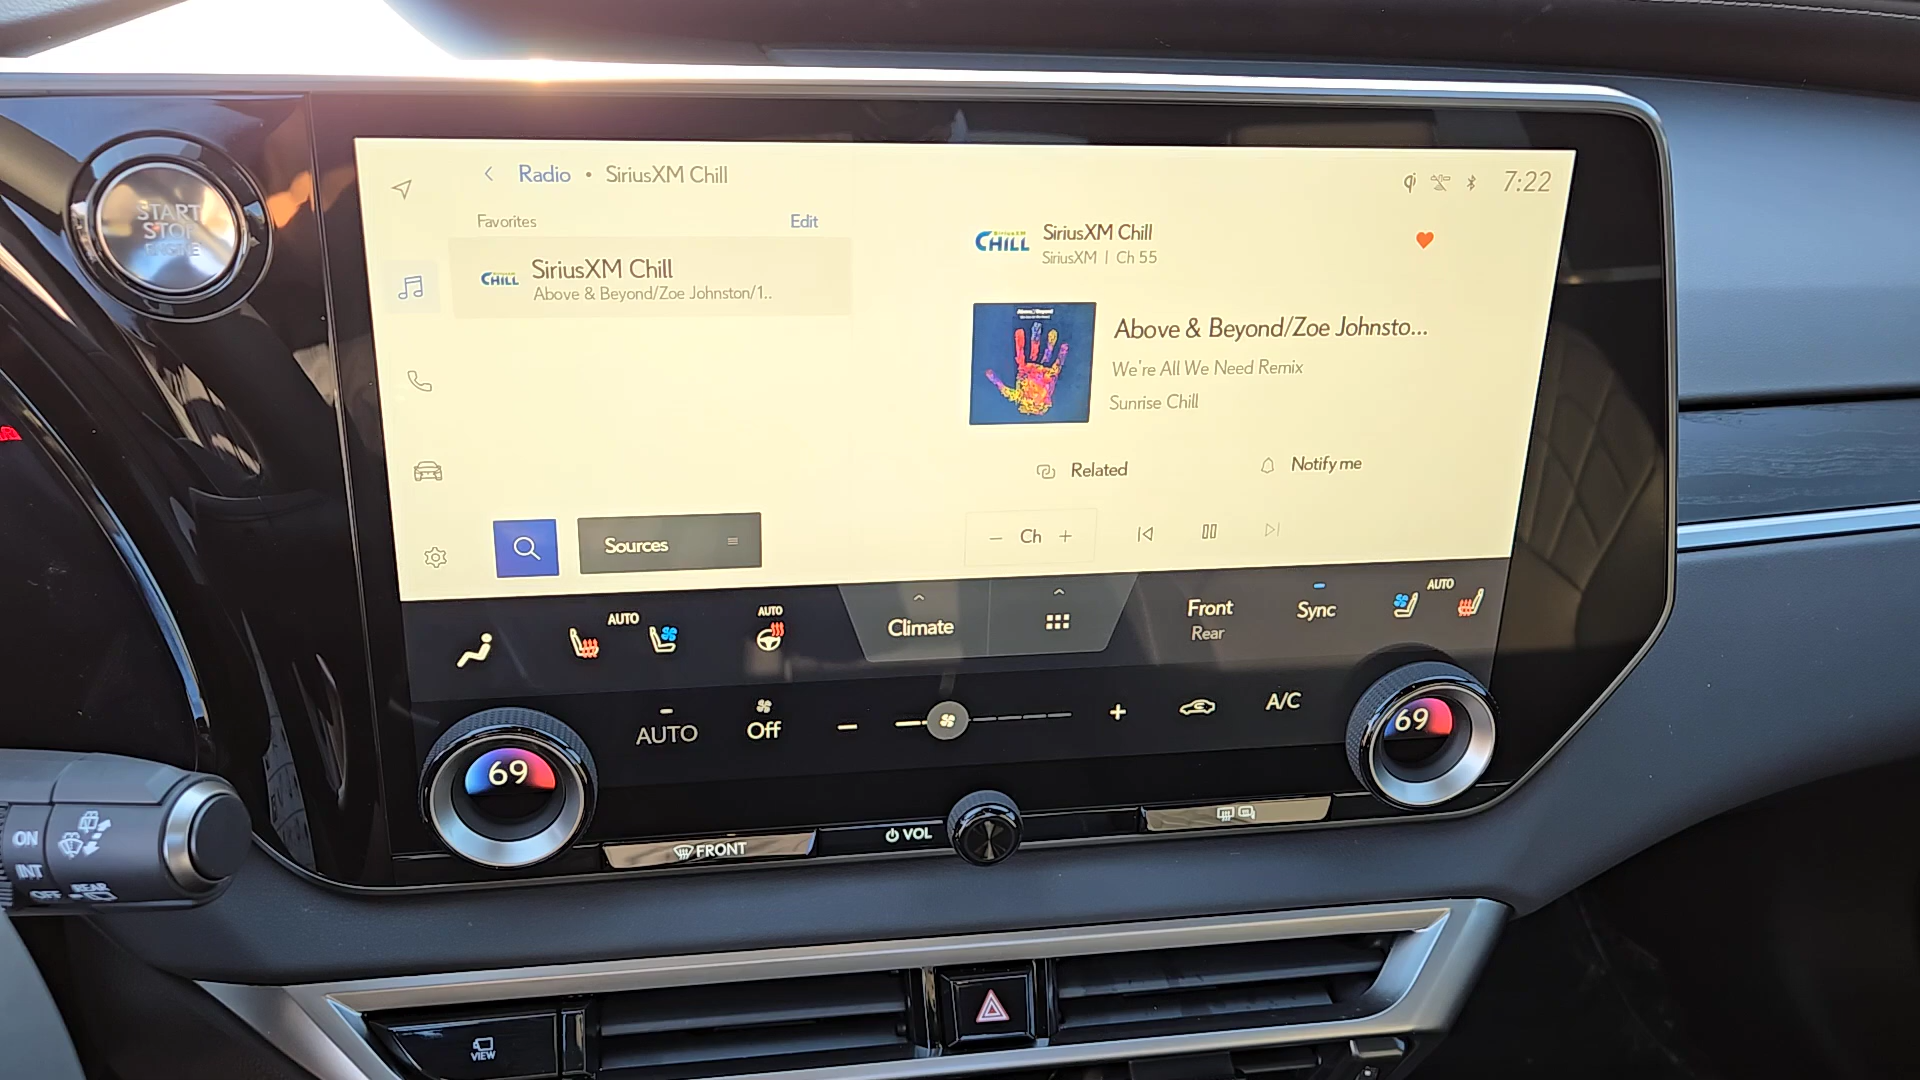 START
STOP
ENGINE
Radio • SiriusXM Chill
7:22
Favorites
Edit
SiriusXM
CHILL
SiriusXM Chill
Above & Beyond/Zoe Johnston/1..
SiriusXM
CHILL
SiriusXM Chill
SiriusXM | Ch 55
Above & Beyond/Zoe Johnsto...
We're All We Need Remix
Sunrise Chill
Related
Notify me
Sources
− Ch +
AUTO
AUTO
Climate
Front
Rear
Sync
AUTO
AUTO
Off
− +
A/C
69
69
FRONT
VOL
ON
INT
OFF
REAR
VIEW